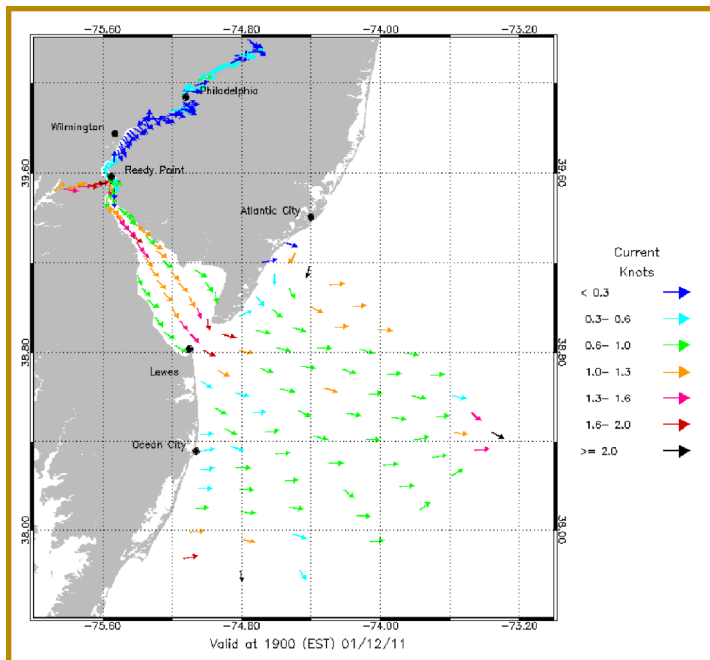 −75.60 −74.80 −74.00 −73.20
Philadelphia
Wilmington
Reedy Point
39.60 39.60
Atlantic City
Current
Knots
< 0.3
0.3− 0.6
0.6− 1.0
1.0− 1.3
1.3− 1.6
1.6− 2.0
>= 2.0
38.80 38.80
Lewes
Ocean City
38.00 38.00
−75.60 −74.80 −74.00 −73.20
Valid at 1900 (EST) 01/12/11